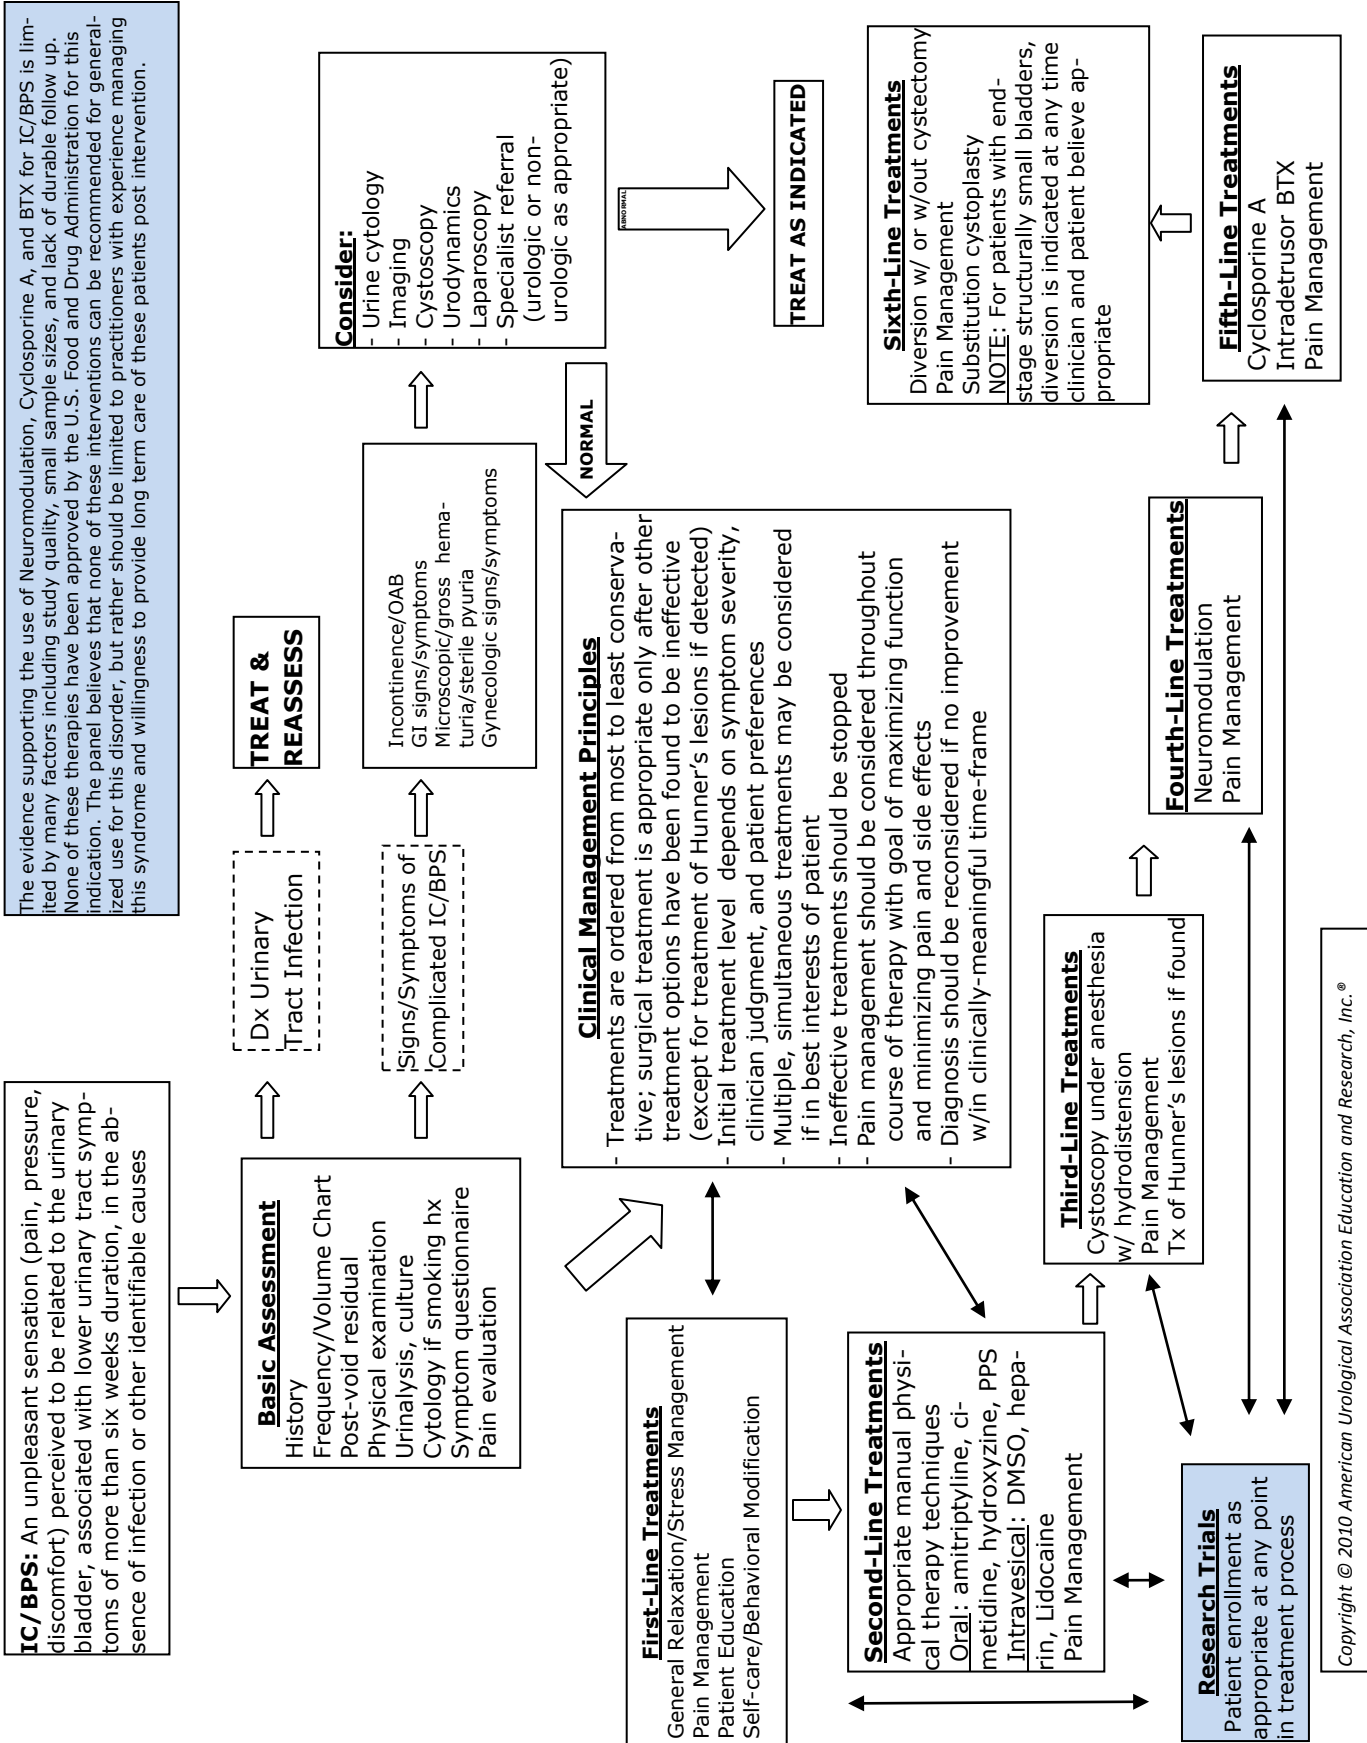 IC/BPS: An unpleasant sensation (pain, pressure,
discomfort) perceived to be related to the urinary
bladder, associated with lower urinary tract symp-
toms of more than six weeks duration, in the ab-
sence of infection or other identifiable causes
The evidence supporting the use of Neuromodulation, Cyclosporine A, and BTX for IC/BPS is lim-
ited by many factors including study quality, small sample sizes, and lack of durable follow up.
None of these therapies have been approved by the U.S. Food and Drug Administration for this
indication. The panel believes that none of these interventions can be recommended for general-
ized use for this disorder, but rather should be limited to practitioners with experience managing
this syndrome and willingness to provide long term care of these patients post intervention.
Basic Assessment
History
Frequency/Volume Chart
Post-void residual
Physical examination
Urinalysis, culture
Cytology if smoking hx
Symptom questionnaire
Pain evaluation
Dx Urinary
Tract Infection
TREAT &
REASSESS
Signs/Symptoms of
Complicated IC/BPS
Incontinence/OAB
GI signs/symptoms
Microscopic/gross hema-
turia/sterile pyuria
Gynecologic signs/symptoms
Consider:
- Urine cytology
- Imaging
- Cystoscopy
- Urodynamics
- Laparoscopy
- Specialist referral
(urologic or non-
urologic as appropriate)
NORMAL
ABNORMAL
TREAT AS INDICATED
Clinical Management Principles
- Treatments are ordered from most to least conserva-
tive; surgical treatment is appropriate only after other
treatment options have been found to be ineffective
(except for treatment of Hunner's lesions if detected)
- Initial treatment level depends on symptom severity,
clinician judgment, and patient preferences
- Multiple, simultaneous treatments may be considered
if in best interests of patient
- Ineffective treatments should be stopped
- Pain management should be considered throughout
course of therapy with goal of maximizing function
and minimizing pain and side effects
- Diagnosis should be reconsidered if no improvement
w/in clinically-meaningful time-frame
First-Line Treatments
General Relaxation/Stress Management
Pain Management
Patient Education
Self-care/Behavioral Modification
Second-Line Treatments
Appropriate manual physi-
cal therapy techniques
Oral: amitriptyline, ci-
metidine, hydroxyzine, PPS
Intravesical: DMSO, hepa-
rin, Lidocaine
Pain Management
Third-Line Treatments
Cystoscopy under anesthesia
w/ hydrodistension
Pain Management
Tx of Hunner's lesions if found
Fourth-Line Treatments
Neuromodulation
Pain Management
Fifth-Line Treatments
Cyclosporine A
Intradetrusor BTX
Pain Management
Sixth-Line Treatments
Diversion w/ or w/out cystectomy
Pain Management
Substitution cystoplasty
NOTE: For patients with end-
stage structurally small bladders,
diversion is indicated at any time
clinician and patient believe ap-
propriate
Research Trials
Patient enrollment as
appropriate at any point
in treatment process
Copyright © 2010 American Urological Association Education and Research, Inc.®